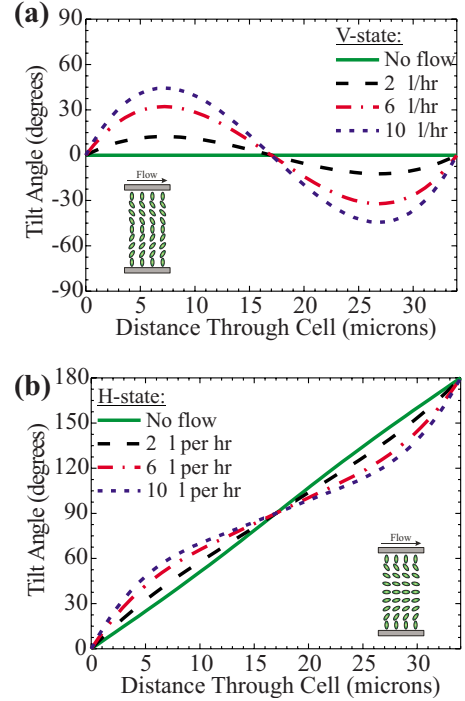 (a)
90
60
30
0
-30
-60
-90
Tilt Angle (degrees)
V-state:
No flow
2 l/hr
6 l/hr
10 l/hr
Flow
0 5 10 15 20 25 30
Distance Through Cell (microns)
(b)
180
150
120
90
60
30
0
Tilt Angle (degrees)
H-state:
No flow
2 l per hr
6 l per hr
10 l per hr
Flow
0 5 10 15 20 25 30
Distance Through Cell (microns)